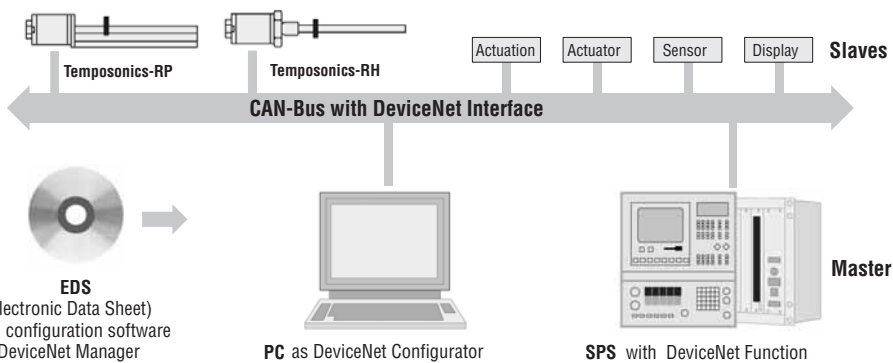 Temposonics-RP
Temposonics-RH
Actuation
Actuator
Sensor
Display
Slaves
CAN-Bus with DeviceNet Interface
EDS
lectronic Data Sheet)
configuration software
DeviceNet Manager
PC as DeviceNet Configurator
SPS with DeviceNet Function
Master